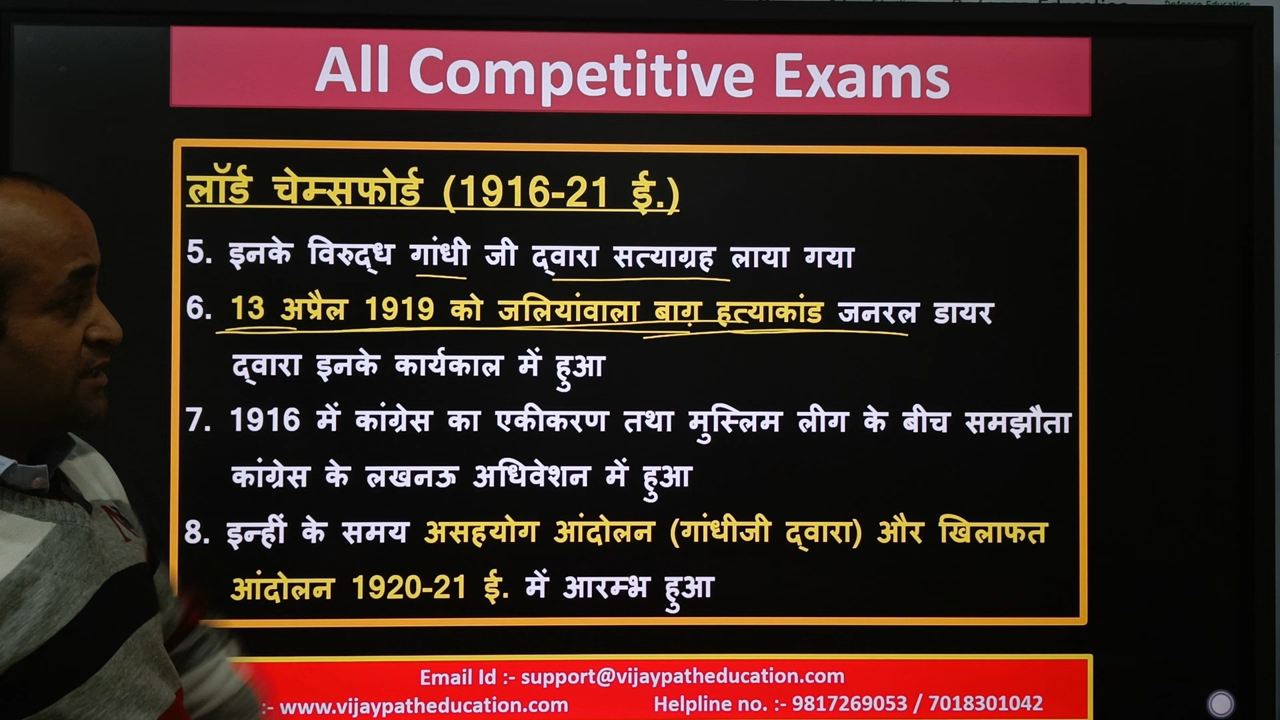 Defence Education
All Competitive Exams
लॉर्ड चेम्सफोर्ड (1916-21 ई.)
5. इनके विरुद्ध गांधी जी द्वारा सत्याग्रह लाया गया
6. 13 अप्रैल 1919 को जलियांवाला बाग़ हत्याकांड जनरल डायर
द्वारा इनके कार्यकाल में हुआ
7. 1916 में कांग्रेस का एकीकरण तथा मुस्लिम लीग के बीच समझौता
कांग्रेस के लखनऊ अधिवेशन में हुआ
8. इन्हीं के समय असहयोग आंदोलन (गांधीजी द्वारा) और खिलाफत
आंदोलन 1920-21 ई. में आरम्भ हुआ
Email Id :- support@vijaypatheducation.com
:- www.vijaypatheducation.com Helpline no. :- 9817269053 / 7018301042